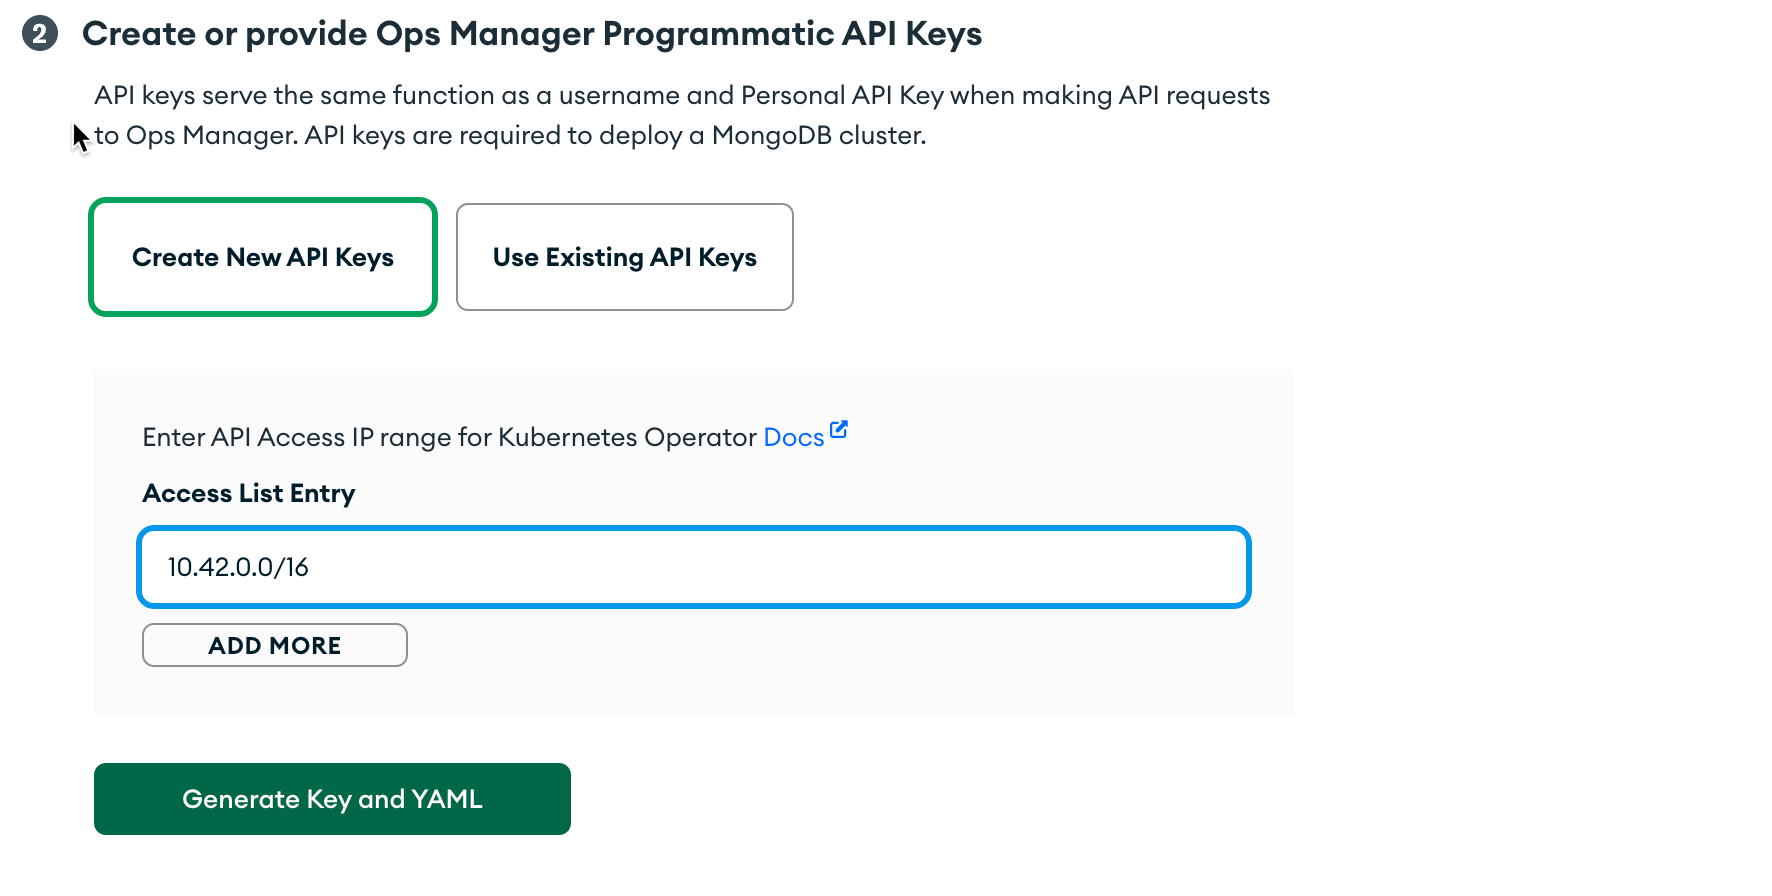 2 Create or provide Ops Manager Programmatic API Keys
API keys serve the same function as a username and Personal API Key when making API requests
to Ops Manager. API keys are required to deploy a MongoDB cluster.
Create New API Keys
Use Existing API Keys
Enter API Access IP range for Kubernetes Operator Docs
Access List Entry
10.42.0.0/16
ADD MORE
Generate Key and YAML